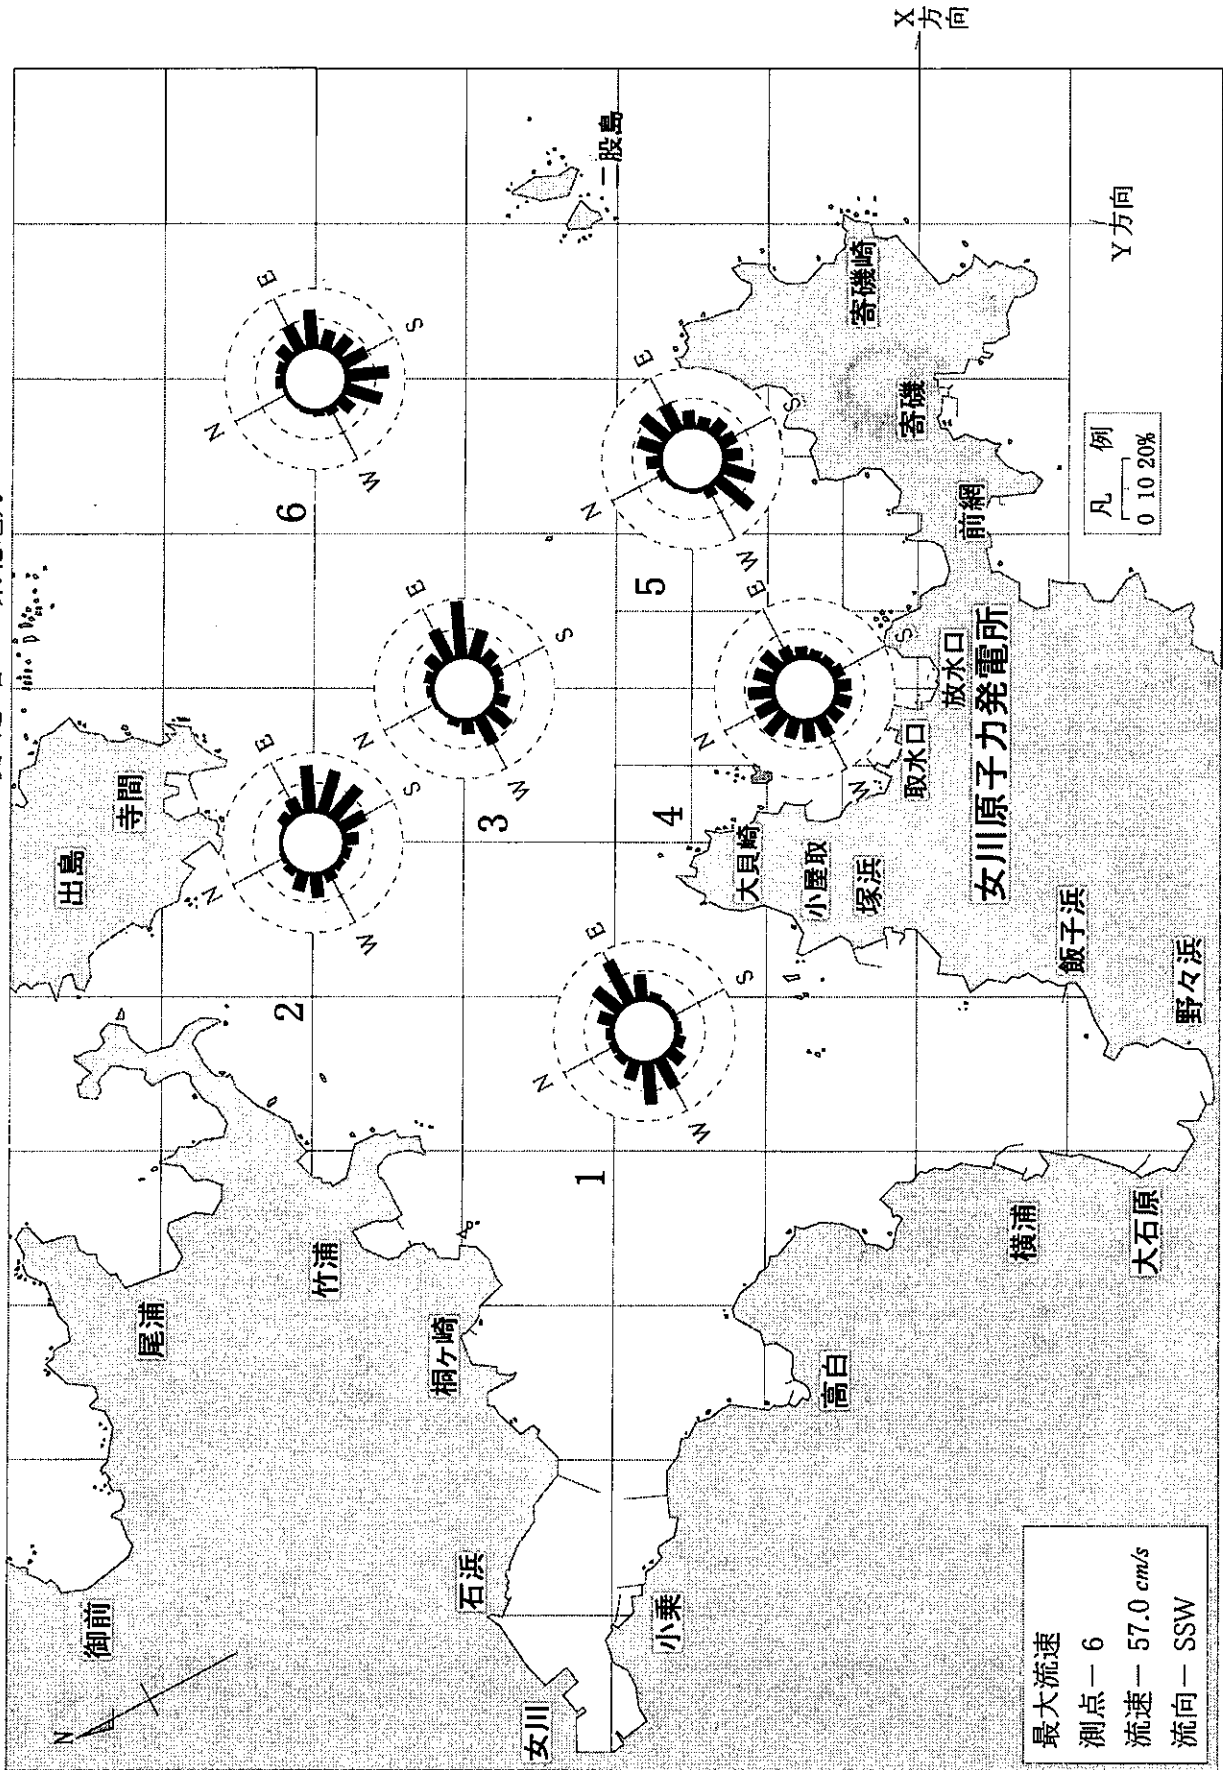 X方向
Y方向
二股島
寄磯崎
寄磯
前網
凡 例
0 10 20%
出島
寺間
6
N
E
S
W
5
N
E
S
W
3
N
E
S
W
2
N
E
S
W
4
N
E
S
W
1
N
E
S
W
放水口
取水口
女川原子力発電所
大貝崎
小屋取
塚浜
飯子浜
野々浜
尾浦
竹浦
桐ヶ崎
横浦
大石原
高白
御前
石浜
小乗
女川
N
最大流速
測点ー 6
流速ー 57.0 cm/s
流向ー SSW